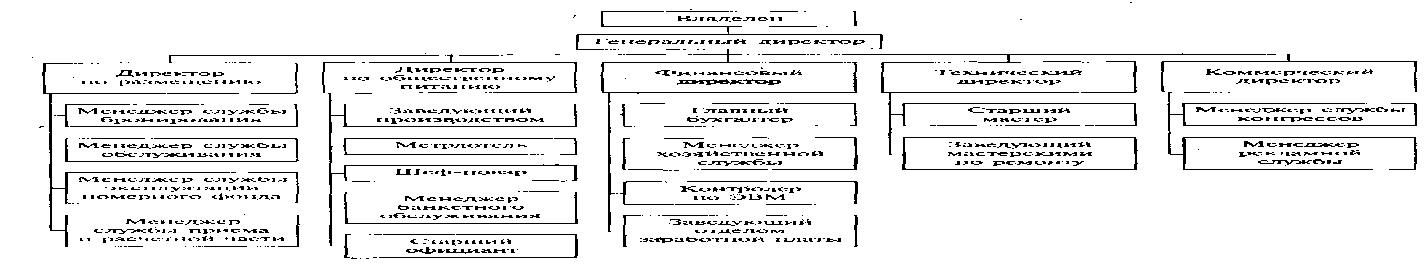 Владелец
Генеральный директор
Директор
по размещению
Менеджер службы
бронирования
Менеджер службы
обслуживания
Менеджер службы
эксплуатации
номерного фонда
Менеджер
службы приема
и расчетной части
Директор
по общественному
питанию
Заведующий
производством
Метрдотель
Шеф-повар
Менеджер
банкетного
обслуживания
Старший
официант
Финансовый
директор
Главный
бухгалтер
Менеджер
хозяйственной
службы
Контролер
по ЭВМ
Заведующий
отделом
заработной платы
Технический
директор
Старший
мастер
Заведующий
мастерскими
по ремонту
Коммерческий
директор
Менеджер службы
конгрессов
Менеджер
рекламной
службы